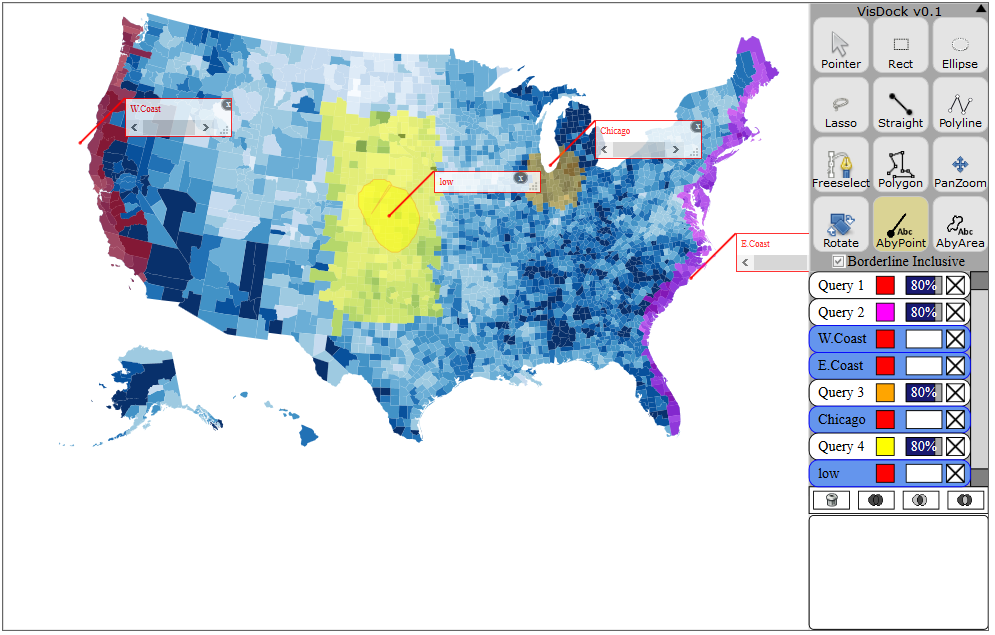 VisDock v0.1
Pointer
Rect
Ellipse
Lasso
Straight
Polyline
Freeselect
Polygon
PanZoom
Rotate
Abc
AbyPoint
Abc
AbyArea
Borderline Inclusive
W.Coast
x
Chicago
x
low
x
E.Coast
Query 1
80%
Query 2
80%
W.Coast
E.Coast
Query 3
80%
Chicago
Query 4
80%
low